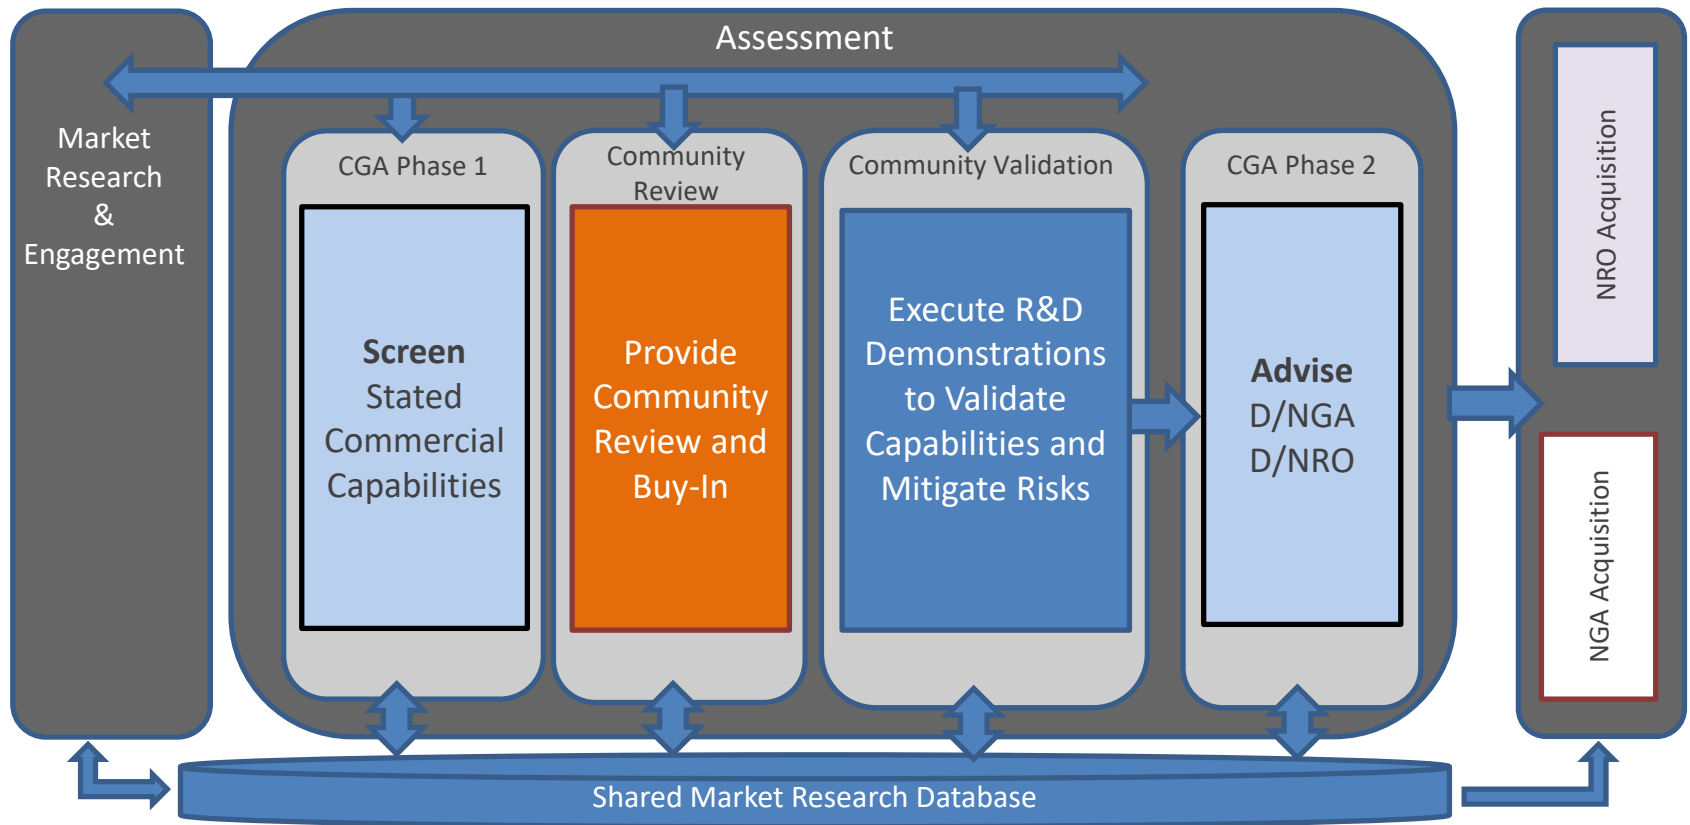 Assessment
Market
Research
&
Engagement
CGA Phase 1
Screen
Stated
Commercial
Capabilities
Community
Review
Provide
Community
Review and
Buy-In
Community Validation
Execute R&D
Demonstrations
to Validate
Capabilities and
Mitigate Risks
CGA Phase 2
Advise
D/NGA
D/NRO
NRO Acquisition
NGA Acquisition
Shared Market Research Database